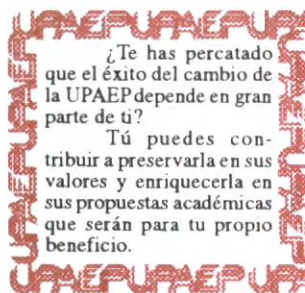 ¿Te has percatado
que el éxito del cambio de
la UPAEP depende en gran
parte de ti?
Tú puedes con-
tribuir a preservarla en sus
valores y enriquecerla en
sus propuestas académicas
que serán para tu propio
beneficio.